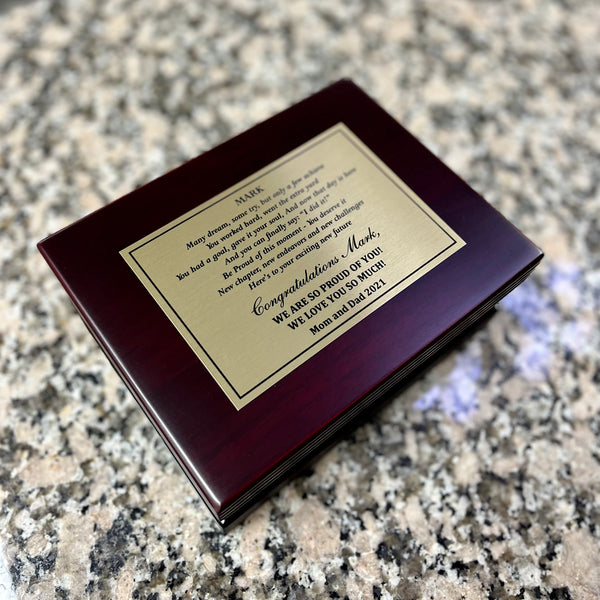 MARK
Many dream - some try, but only a few achieve
You worked hard, went the extra yard
You had a goal, gave it your soul, And now that day is here
And you can finally say: "I did it!"
Be Proud of this moment - You deserve it
New chapter, new endevors and new challenges
Here's to your exciting new future
Congratulations Mark,
WE ARE SO PROUD OF YOU!
WE LOVE YOU SO MUCH!
Mom and Dad 2021